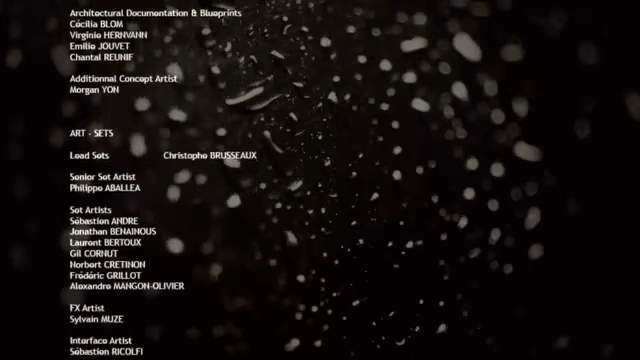 Architectural Documentation & Blueprints
Cécilia BLOM
Virginie HERNVANN
Emilie JOUVET
Chantal REUNIF
Additionnal Concept Artist
Morgan YON
ART - SETS
Lead Sets Christophe BRUSSEAUX
Senior Set Artist
Philippe ABALLEA
Set Artists
Sébastien ANDRE
Jonathan BENAINOUS
Laurent BERTOUX
Gil CORNUT
Norbert CRETINON
Frédéric GRILLOT
Alexandre MANGON-OLIVIER
FX Artist
Sylvain MUZE
Interface Artist
Sébastien RICOLFI